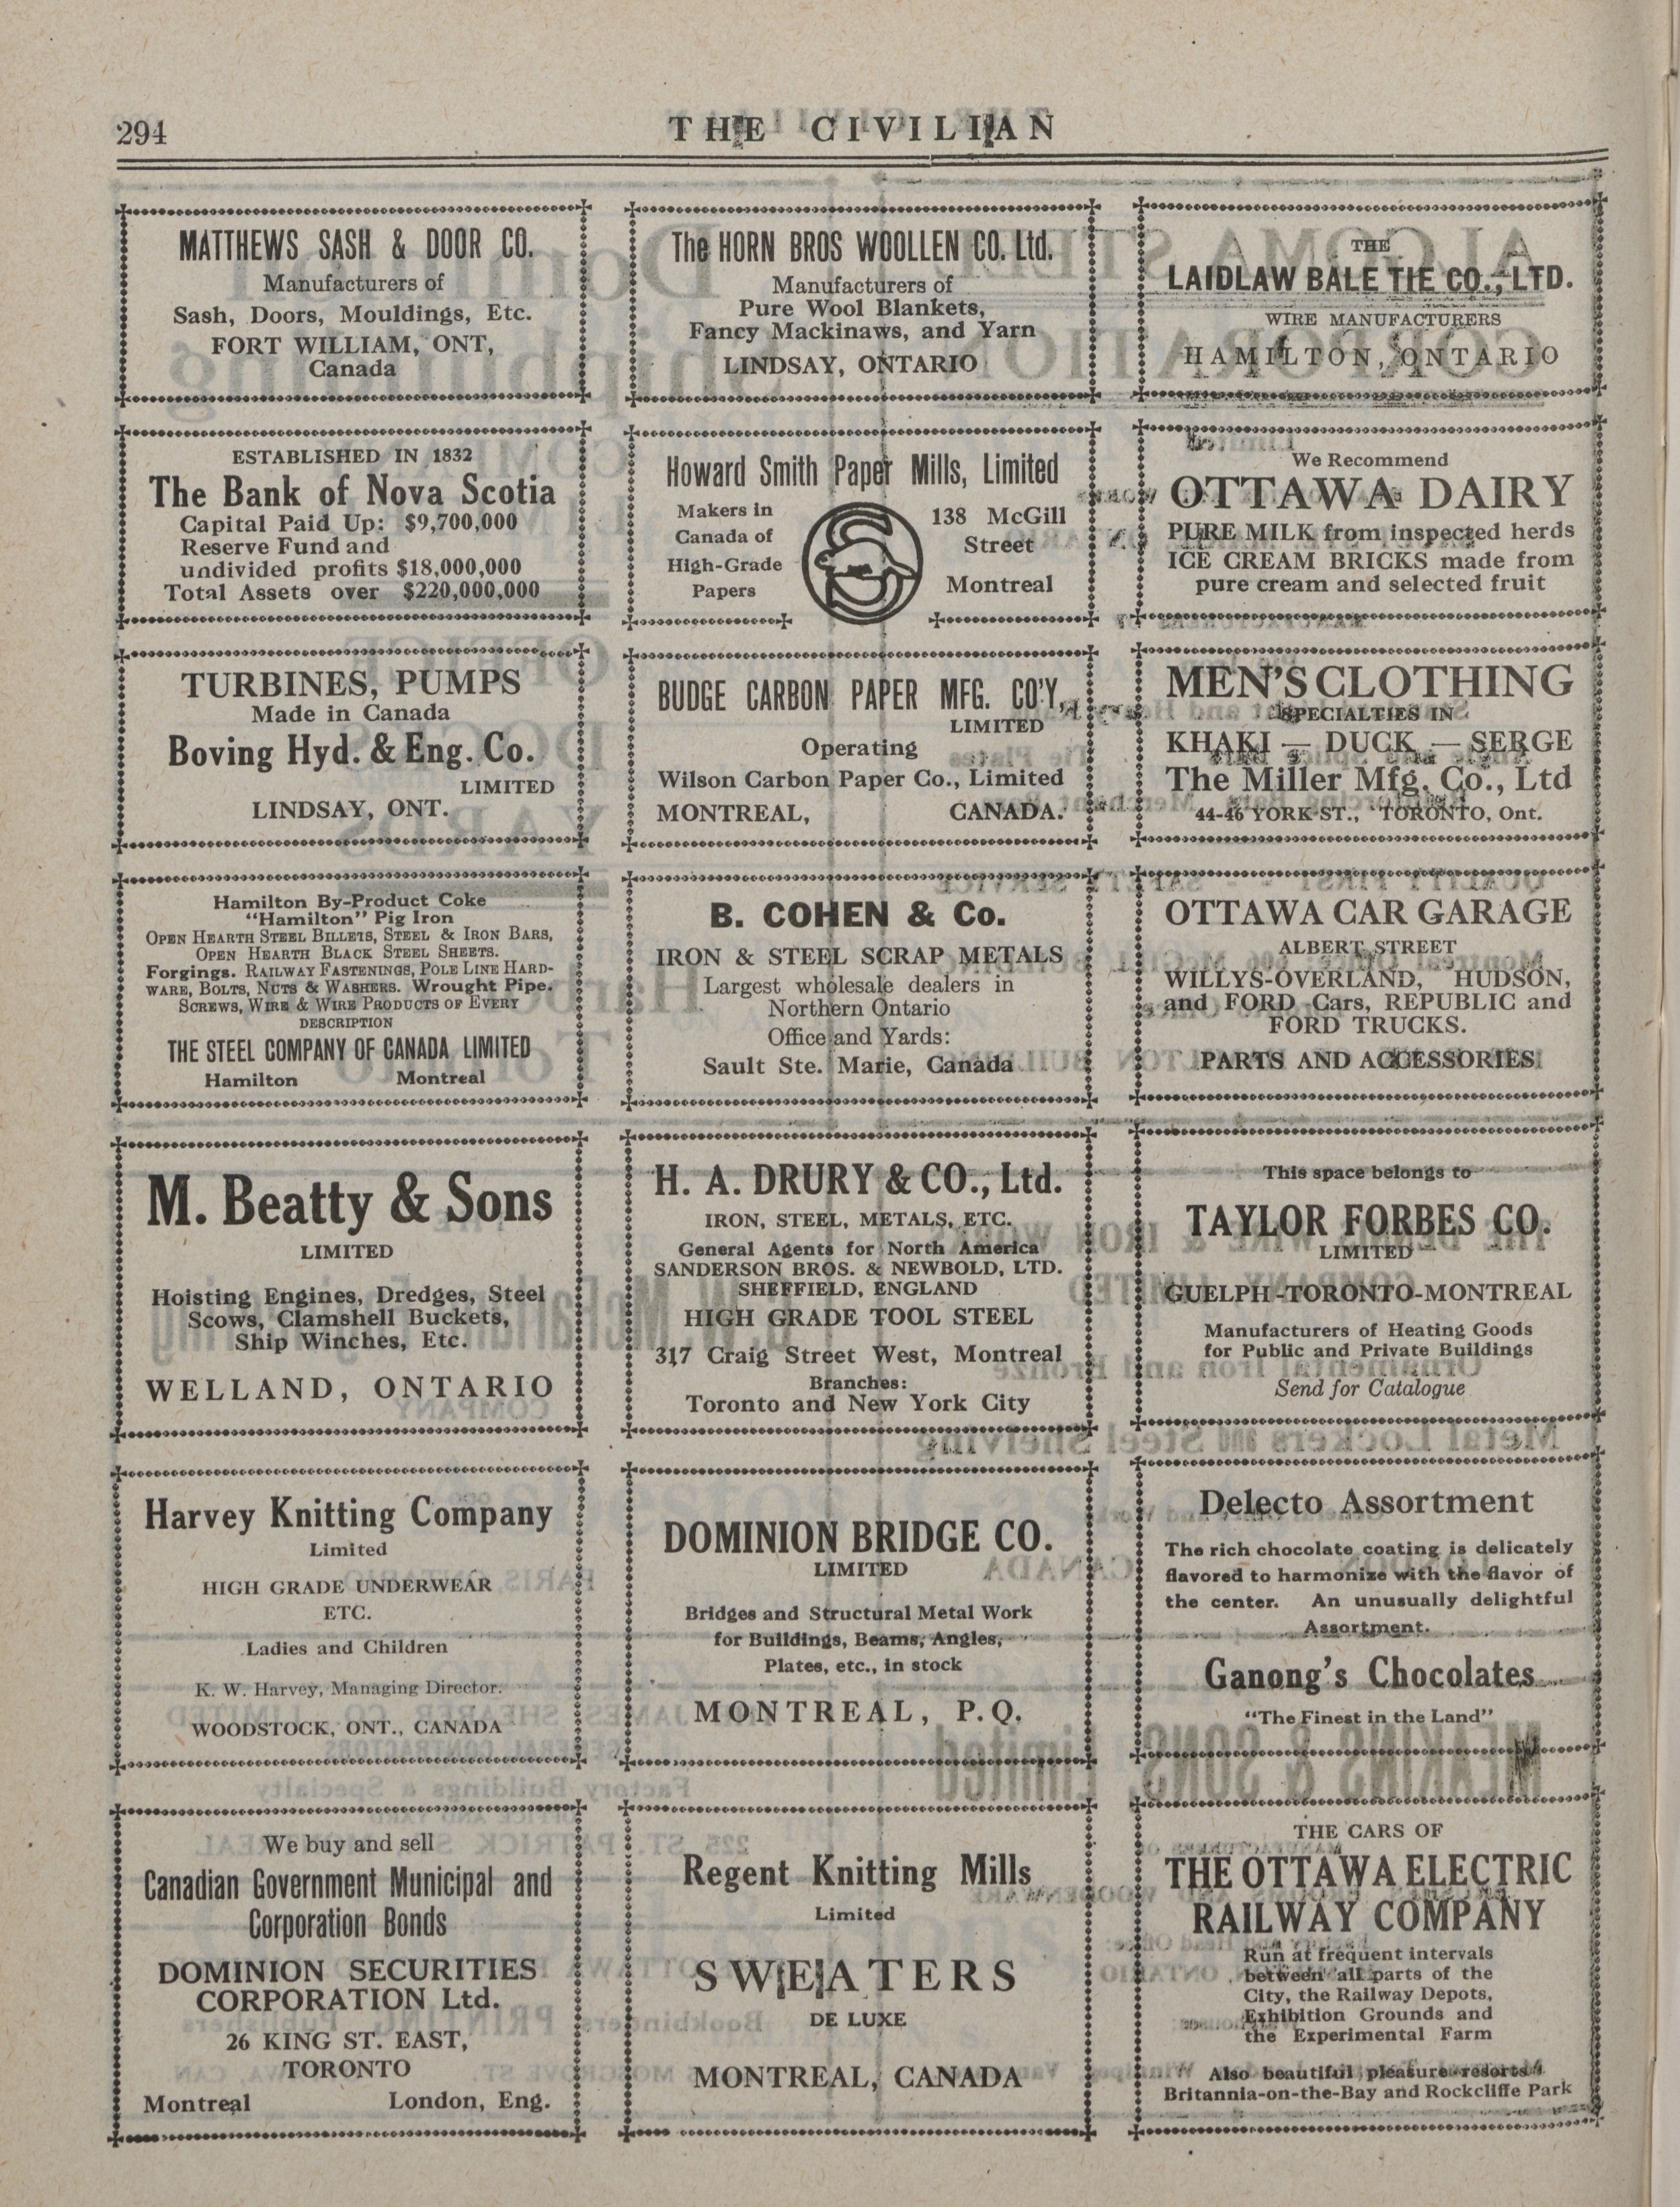 294
THE CIVILIAN
MATTHEWS SASH & DOOR CO.
Manufacturers of
Sash, Doors, Mouldings, Etc.
FORT WILLIAM, ONT,
Canada
The HORN BROS WOOLLEN CO. Ltd.
Manufacturers of
Pure Wool Blankets,
Fancy Mackinaws, and Yarn
LINDSAY, ONTARIO
THE
LAIDLAW BALE TIE CO., LTD.
WIRE MANUFACTURERS
HAMILTON, ONTARIO
ESTABLISHED IN 1832
The Bank of Nova Scotia
Capital Paid Up: $9,700,000
Reserve Fund and
undivided profits $18,000,000
Total Assets over $220,000,000
Howard Smith Paper Mills, Limited
Makers in
Canada of
High-Grade
Papers
138 McGill
Street
Montreal
We Recommend
OTTAWA DAIRY
PURE MILK from inspected herds
ICE CREAM BRICKS made from
pure cream and selected fruit
TURBINES, PUMPS
Made in Canada
Boving Hyd. & Eng. Co.
LIMITED
LINDSAY, ONT.
BUDGE CARBON PAPER MFG. CO'Y,
LIMITED
Operating
Wilson Carbon Paper Co., Limited
MONTREAL, CANADA.
MEN'S CLOTHING
SPECIALTIES IN
KHAKI — DUCK — SERGE
The Miller Mfg. Co., Ltd
44-46 YORK ST., TORONTO, Ont.
Hamilton By-Product Coke
"Hamilton" Pig Iron
OPEN HEARTH STEEL BILLETS, STEEL & IRON BARS,
OPEN HEARTH BLACK STEEL SHEETS.
Forgings. RAILWAY FASTENINGS, POLE LINE HARD-
WARE, BOLTS, NUTS & WASHERS. Wrought Pipe.
SCREWS, WIRE & WIRE PRODUCTS OF EVERY
DESCRIPTION
THE STEEL COMPANY OF CANADA LIMITED
Hamilton Montreal
B. COHEN & Co.
IRON & STEEL SCRAP METALS
Largest wholesale dealers in
Northern Ontario
Office and Yards:
Sault Ste. Marie, Canada
OTTAWA CAR GARAGE
ALBERT STREET
WILLYS-OVERLAND, HUDSON,
and FORD Cars, REPUBLIC and
FORD TRUCKS.
PARTS AND ACCESSORIES
M. Beatty & Sons
LIMITED
Hoisting Engines, Dredges, Steel
Scows, Clamshell Buckets,
Ship Winches, Etc.
WELLAND, ONTARIO
H. A. DRURY & CO., Ltd.
IRON, STEEL, METALS, ETC.
General Agents for North America
SANDERSON BROS. & NEWBOLD, LTD.
SHEFFIELD, ENGLAND
HIGH GRADE TOOL STEEL
317 Craig Street West, Montreal
Branches:
Toronto and New York City
This space belongs to
TAYLOR FORBES CO.
LIMITED
GUELPH-TORONTO-MONTREAL
Manufacturers of Heating Goods
for Public and Private Buildings
Send for Catalogue
Harvey Knitting Company
Limited
HIGH GRADE UNDERWEAR
ETC.
Ladies and Children
K. W. Harvey, Managing Director.
WOODSTOCK, ONT., CANADA
DOMINION BRIDGE CO.
LIMITED
Bridges and Structural Metal Work
for Buildings, Beams, Angles,
Plates, etc., in stock
MONTREAL, P.Q.
Delecto Assortment
The rich chocolate coating is delicately
flavored to harmonize with the flavor of
the center. An unusually delightful
Assortment.
Ganong's Chocolates
"The Finest in the Land"
We buy and sell
Canadian Government Municipal and
Corporation Bonds
DOMINION SECURITIES
CORPORATION Ltd.
26 KING ST. EAST,
TORONTO
Montreal London, Eng.
Regent Knitting Mills
Limited
SWEATERS
DE LUXE
MONTREAL, CANADA
THE CARS OF
THE OTTAWA ELECTRIC
RAILWAY COMPANY
Run at frequent intervals
between all parts of the
City, the Railway Depots,
Exhibition Grounds and
the Experimental Farm
Also beautiful pleasure resorts
Britannia-on-the-Bay and Rockcliffe Park